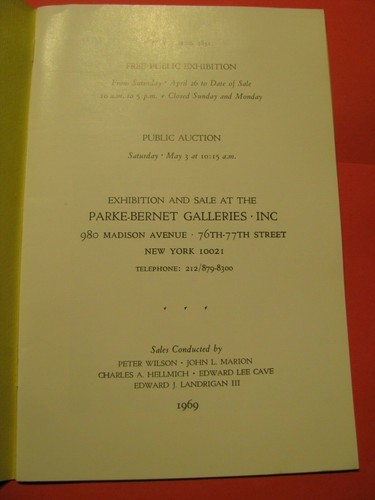 FREE PUBLIC EXHIBITION
From Saturday · April 26 to Date of Sale
10 a.m. to 5 p.m. · Closed Sunday and Monday
PUBLIC AUCTION
Saturday · May 3 at 10:15 a.m.
EXHIBITION AND SALE AT THE
PARKE-BERNET GALLERIES · INC
980 MADISON AVENUE · 76TH-77TH STREET
NEW YORK 10021
TELEPHONE: 212/879-8300
Sales Conducted by
PETER WILSON · JOHN L. MARION
CHARLES A. HELLMICH · EDWARD LEE CAVE
EDWARD J. LANDRIGAN III
1969